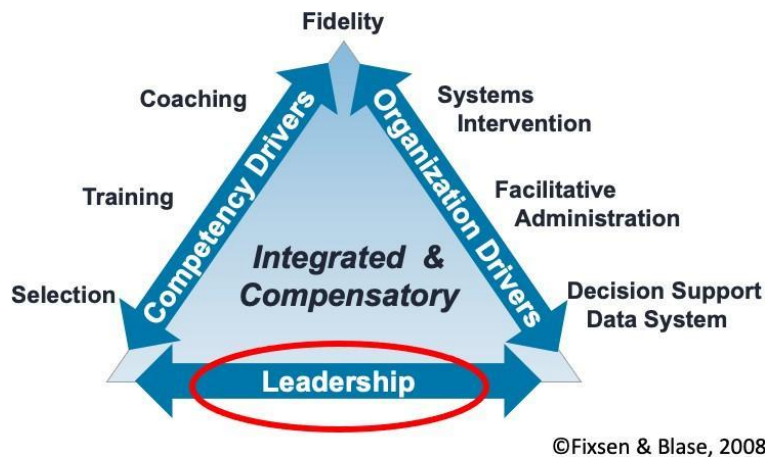 Fidelity
Coaching
Training
Selection
Competency Drivers
Organization Drivers
Systems
Intervention
Facilitative
Administration
Decision Support
Data System
Integrated &
Compensatory
Leadership
©Fixsen & Blase, 2008